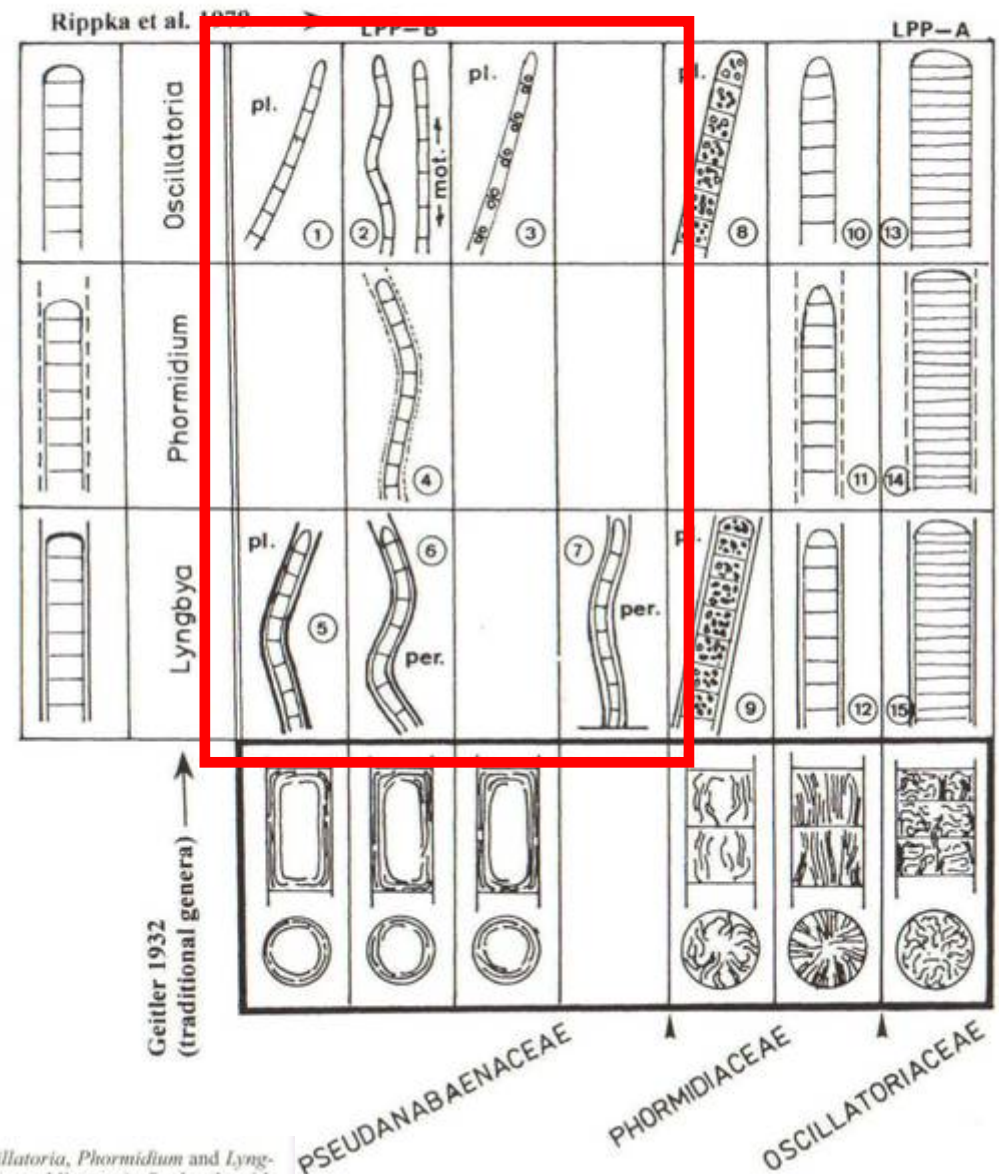 Rippka et al. 1979
LPP-B
LPP-A
Oscillatoria
pl.
1
2
mot.
pl.
3
pl.
8
10
13
Phormidium
4
11
14
Lyngbya
pl.
5
6
per.
7
per.
9
12
15
Geitler 1932
(traditional genera)
PSEUDANABAENACEAE
PHORMIDIACEAE
OSCILLATORIACEAE
illatoria, Phormidium and Lyng-